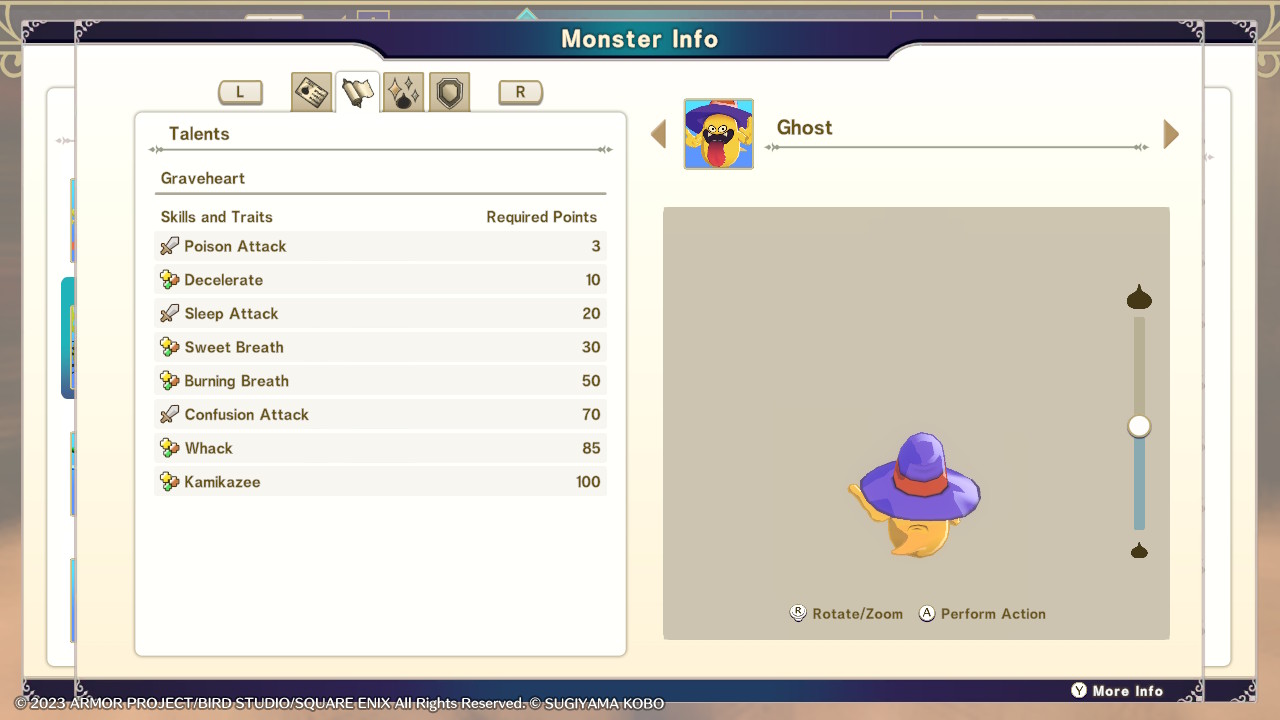 Monster Info
L
R
Talents
Graveheart
Skills and Traits Required Points
Poison Attack 3
Decelerate 10
Sleep Attack 20
Sweet Breath 30
Burning Breath 50
Confusion Attack 70
Whack 85
Kamikazee 100
Ghost
R Rotate/Zoom A Perform Action
Y More Info
© 2023 ARMOR PROJECT/BIRD STUDIO/SQUARE ENIX All Rights Reserved. © SUGIYAMA KOBO